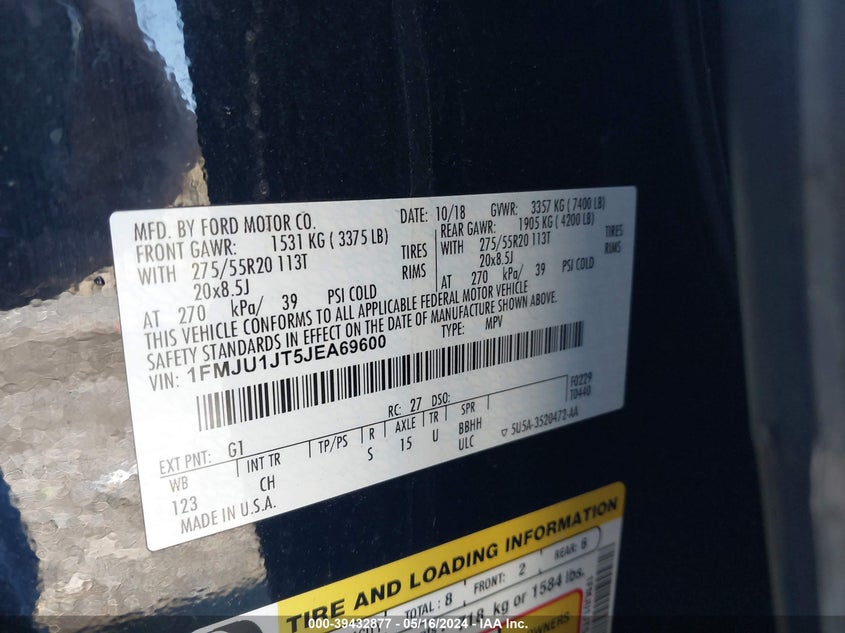 MFD. BY FORD MOTOR CO. DATE: 10/18 GVWR: 3357 KG ( 7400 LB)
FRONT GAWR: 1531 KG ( 3375 LB) REAR GAWR: 1905 KG ( 4200 LB)
WITH 275/55R20 113T TIRES WITH 275/55R20 113T TIRES
20x8.5J RIMS 20x8.5J RIMS
AT 270 kPa/ 39 PSI COLD AT 270 kPa/ 39 PSI COLD
THIS VEHICLE CONFORMS TO ALL APPLICABLE FEDERAL MOTOR VEHICLE
SAFETY STANDARDS IN EFFECT ON THE DATE OF MANUFACTURE SHOWN ABOVE.
VIN: 1FMJU1JT5JEA69600 TYPE: MPV
F0229
T0440
EXT PNT: G1 RC: 27 DSO:
WB INT TR TP/PS R AXLE TR SPR
123 CH S 15 U BBHH
ULC
5U5A-3520472-AA
MADE IN U.S.A.
TIRE AND LOADING INFORMATION
TOTAL: 8 FRONT: 2 REAR: 6
kg or 1584 lbs.
OWNERS
000-39432877 - 05/16/2024 - IAA Inc.